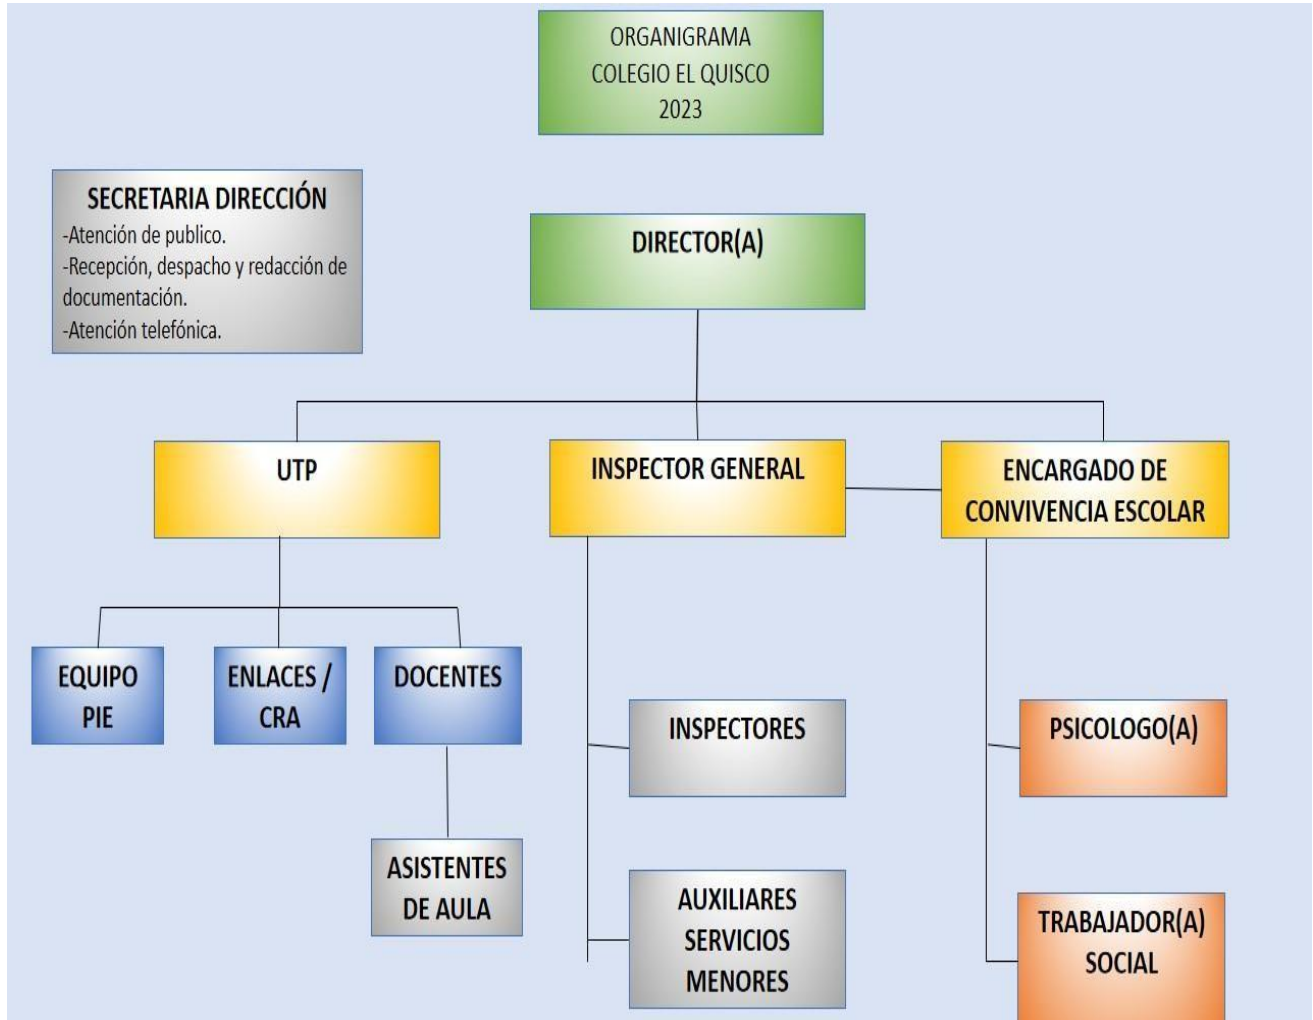 ORGANIGRAMA
COLEGIO EL QUISCO
2023
SECRETARIA DIRECCIÓN
-Atención de publico.
-Recepción, despacho y redacción de
documentación.
-Atención telefónica.
DIRECTOR(A)
UTP
INSPECTOR GENERAL
ENCARGADO DE
CONVIVENCIA ESCOLAR
EQUIPO
PIE
ENLACES /
CRA
DOCENTES
INSPECTORES
PSICOLOGO(A)
ASISTENTES
DE AULA
AUXILIARES
SERVICIOS
MENORES
TRABAJADOR(A)
SOCIAL